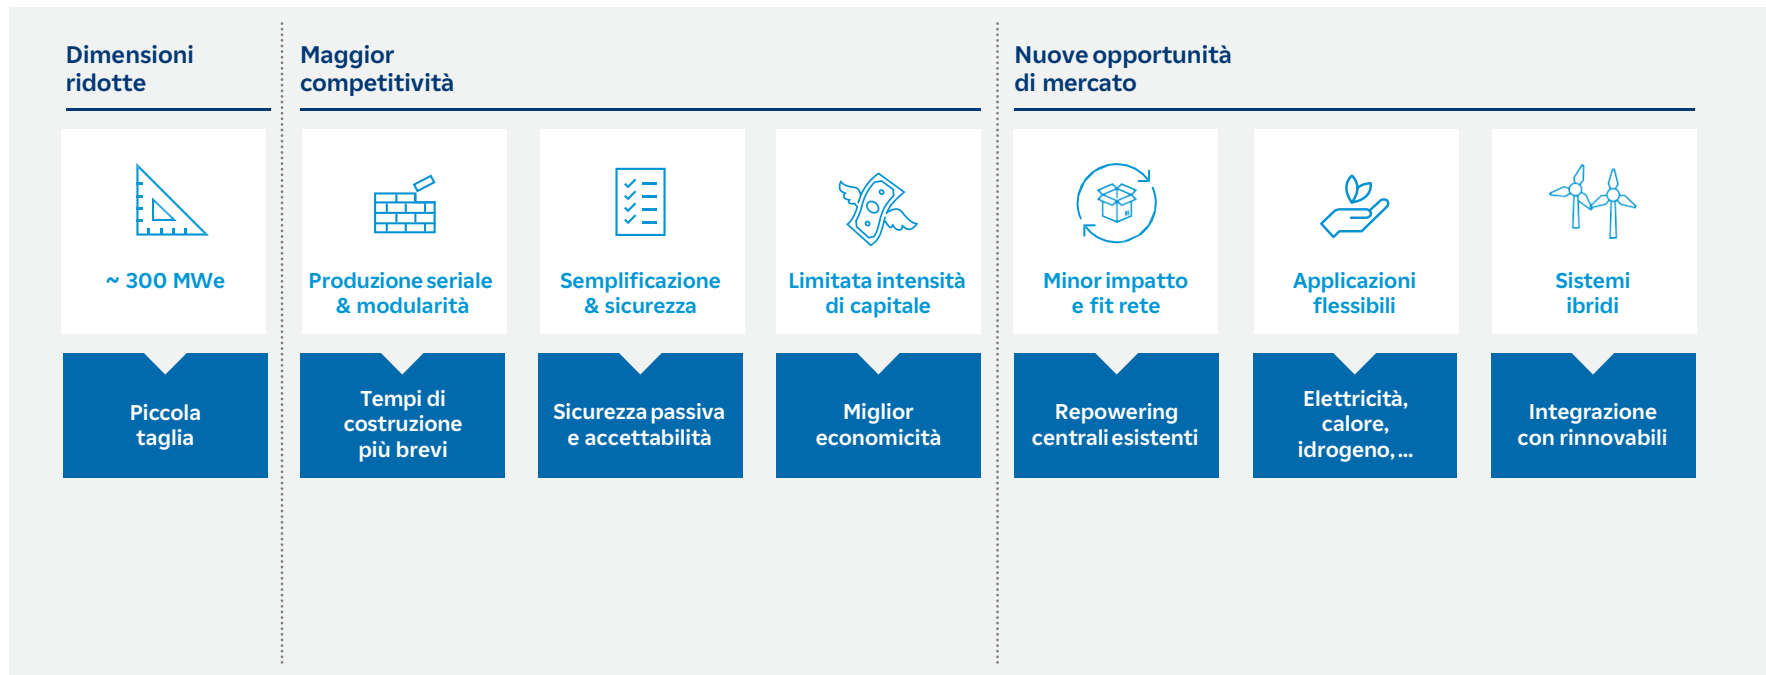 Dimensioni
ridotte
Maggior
competitività
Nuove opportunità
di mercato
~ 300 MWe
Produzione seriale
& modularità
Semplificazione
& sicurezza
Limitata intensità
di capitale
Minor impatto
e fit rete
Applicazioni
flessibili
Sistemi
ibridi
Piccola
taglia
Tempi di
costruzione
più brevi
Sicurezza passiva
e accettabilità
Miglior
economicità
Repowering
centrali esistenti
Elettricità,
calore,
idrogeno,...
Integrazione
con rinnovabili